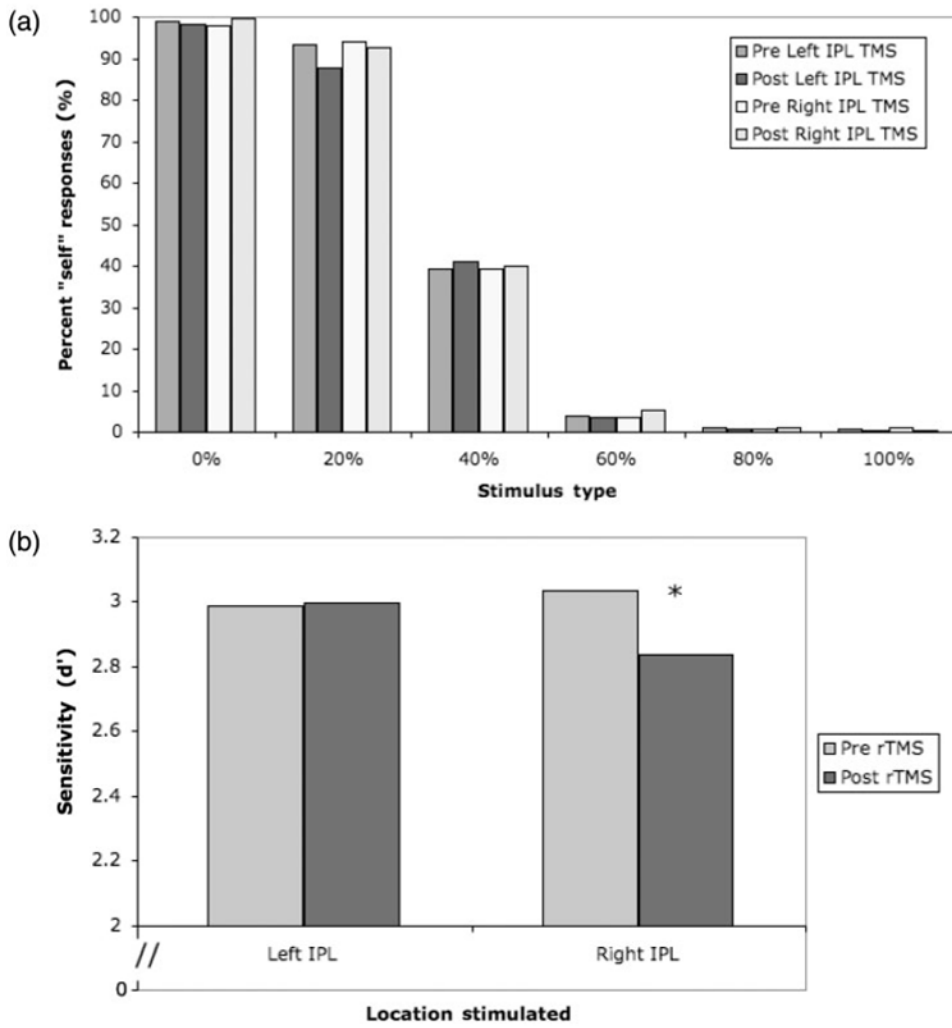 (a)
Percent "self" responses (%)
100
90
80
70
60
50
40
30
20
10
0
Pre Left IPL TMS
Post Left IPL TMS
Pre Right IPL TMS
Post Right IPL TMS
0% 20% 40% 60% 80% 100%
Stimulus type
(b)
Sensitivity (d')
3.2
3
2.8
2.6
2.4
2.2
2
//
0
*
Pre rTMS
Post rTMS
Left IPL Right IPL
Location stimulated